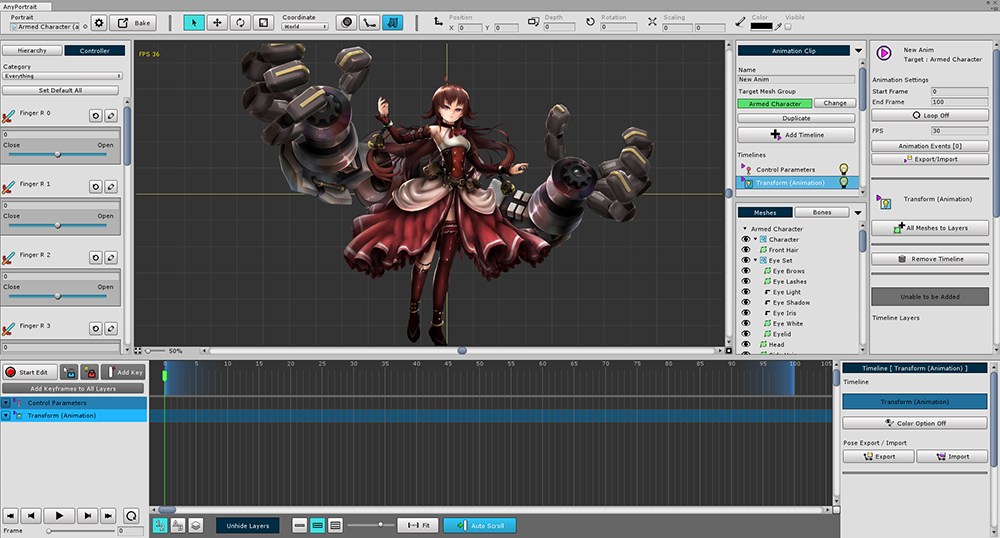 AnyPortrait
Portrait
Armed Character (a
Bake
Coordinate
World
Position
X 0 Y 0
Depth
0
Rotation
0
Scaling
0 0
Color
Visible
Hierarchy
Controller
Category
Everything
Set Default All
Finger R 0
0
Close Open
Finger R 1
0
Close Open
Finger R 2
0
Close Open
Finger R 3
0
FPS 36
50%
Animation Clip
Name
New Anim
Target Mesh Group
Armed Character
Change
Duplicate
Add Timeline
Timelines
Control Parameters
Transform (Animation)
Meshes
Bones
Armed Character
Character
Front Hair
Eye Set
Eye Brows
Eye Lashes
Eye Light
Eye Shadow
Eye Iris
Eye White
Eyelid
Head
New Anim
Target : Armed Character
Animation Settings
Start Frame 0
End Frame 100
Loop Off
FPS 30
Animation Events [0]
Export/Import
Transform (Animation)
All Meshes to Layers
Remove Timeline
Unable to be Added
Timeline Layers
Start Edit
Add Key
Add Keyframes to All Layers
Control Parameters
Transform (Animation)
0 5 10 15 20 25 30 35 40 45 50 55 60 65 70 75 80 85 90 95 100 105
Frame 0
Unhide Layers
Fit
Auto Scroll
Timeline [ Transform (Animation) ]
Timeline
Transform (Animation)
Color Option Off
Pose Export / Import
Export
Import